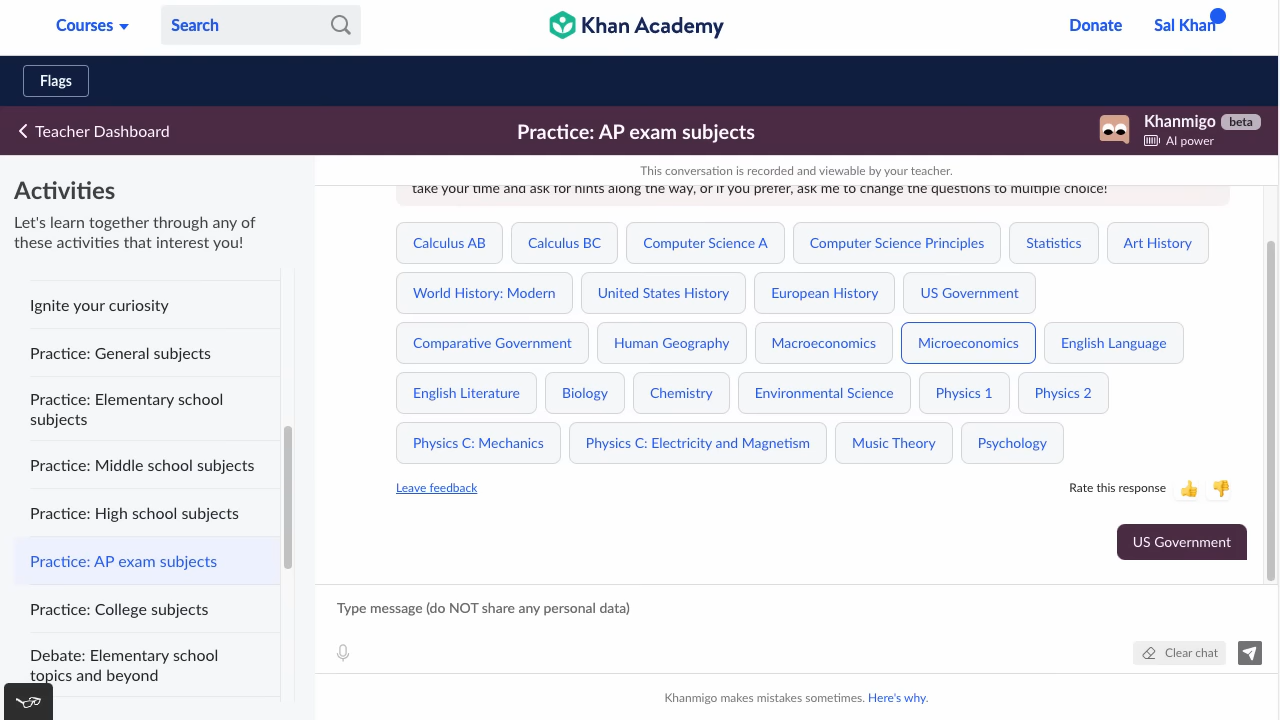 Courses
Search
Khan Academy
Donate
Sal Khan
Flags
Teacher Dashboard
Practice: AP exam subjects
Khanmigo beta
AI power
Activities
Let's learn together through any of
these activities that interest you!
Ignite your curiosity
Practice: General subjects
Practice: Elementary school
subjects
Practice: Middle school subjects
Practice: High school subjects
Practice: AP exam subjects
Practice: College subjects
Debate: Elementary school
topics and beyond
This conversation is recorded and viewable by your teacher.
take your time and ask for hints along the way, or if you prefer, ask me to change the questions to multiple choice!
Calculus AB Calculus BC Computer Science A Computer Science Principles Statistics Art History
World History: Modern United States History European History US Government
Comparative Government Human Geography Macroeconomics Microeconomics English Language
English Literature Biology Chemistry Environmental Science Physics 1 Physics 2
Physics C: Mechanics Physics C: Electricity and Magnetism Music Theory Psychology
Leave feedback
Rate this response
US Government
Type message (do NOT share any personal data)
Clear chat
Khanmigo makes mistakes sometimes. Here's why.